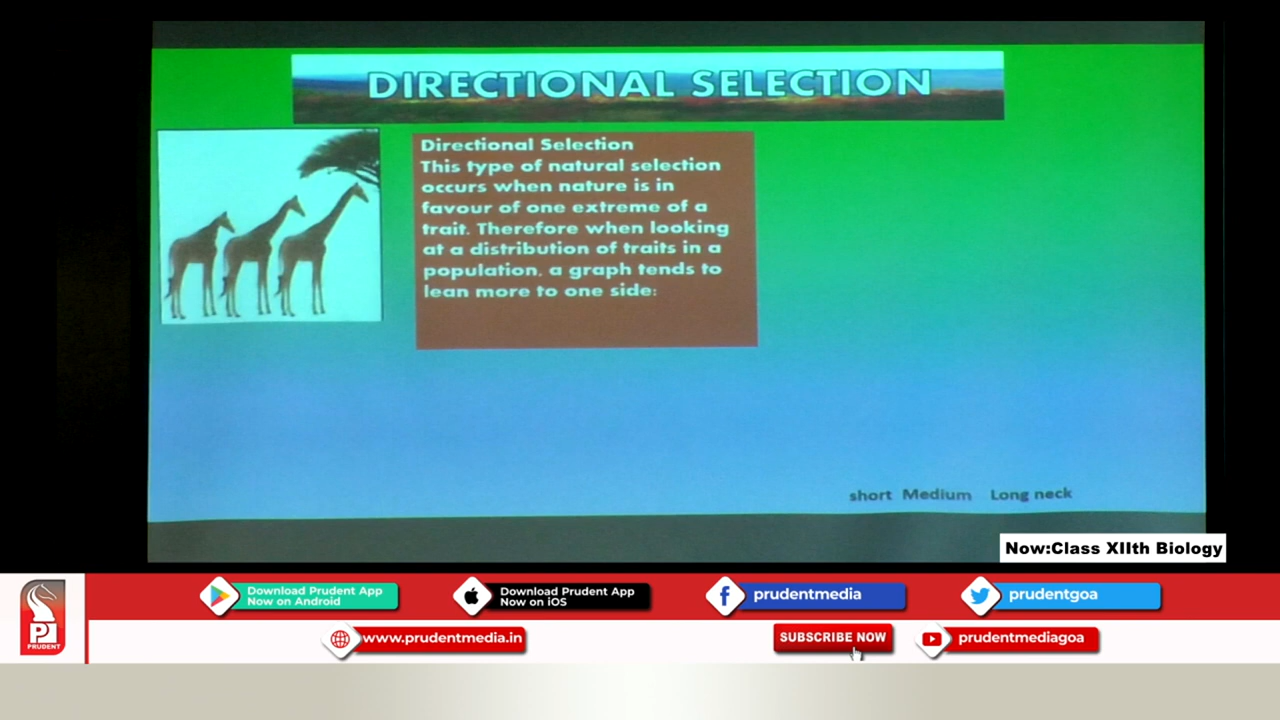 DIRECTIONAL SELECTION
Directional Selection
This type of natural selection
occurs when nature is in
favour of one extreme of a
trait. Therefore when looking
at a distribution of traits in a
population, a graph tends to
lean more to one side:
short Medium Long neck
Now:Class XIIth Biology
Download Prudent App
Now on Android
Download Prudent App
Now on iOS
prudentmedia
prudentgoa
PRUDENT
www.prudentmedia.in
SUBSCRIBE NOW
prudentmediagoa